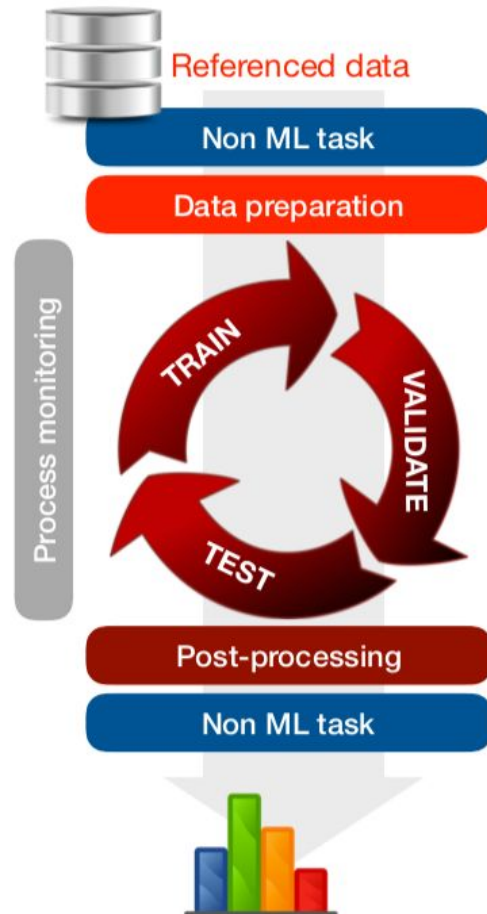 Referenced data
Non ML task
Data preparation
Process monitoring
TRAIN
VALIDATE
TEST
Post-processing
Non ML task